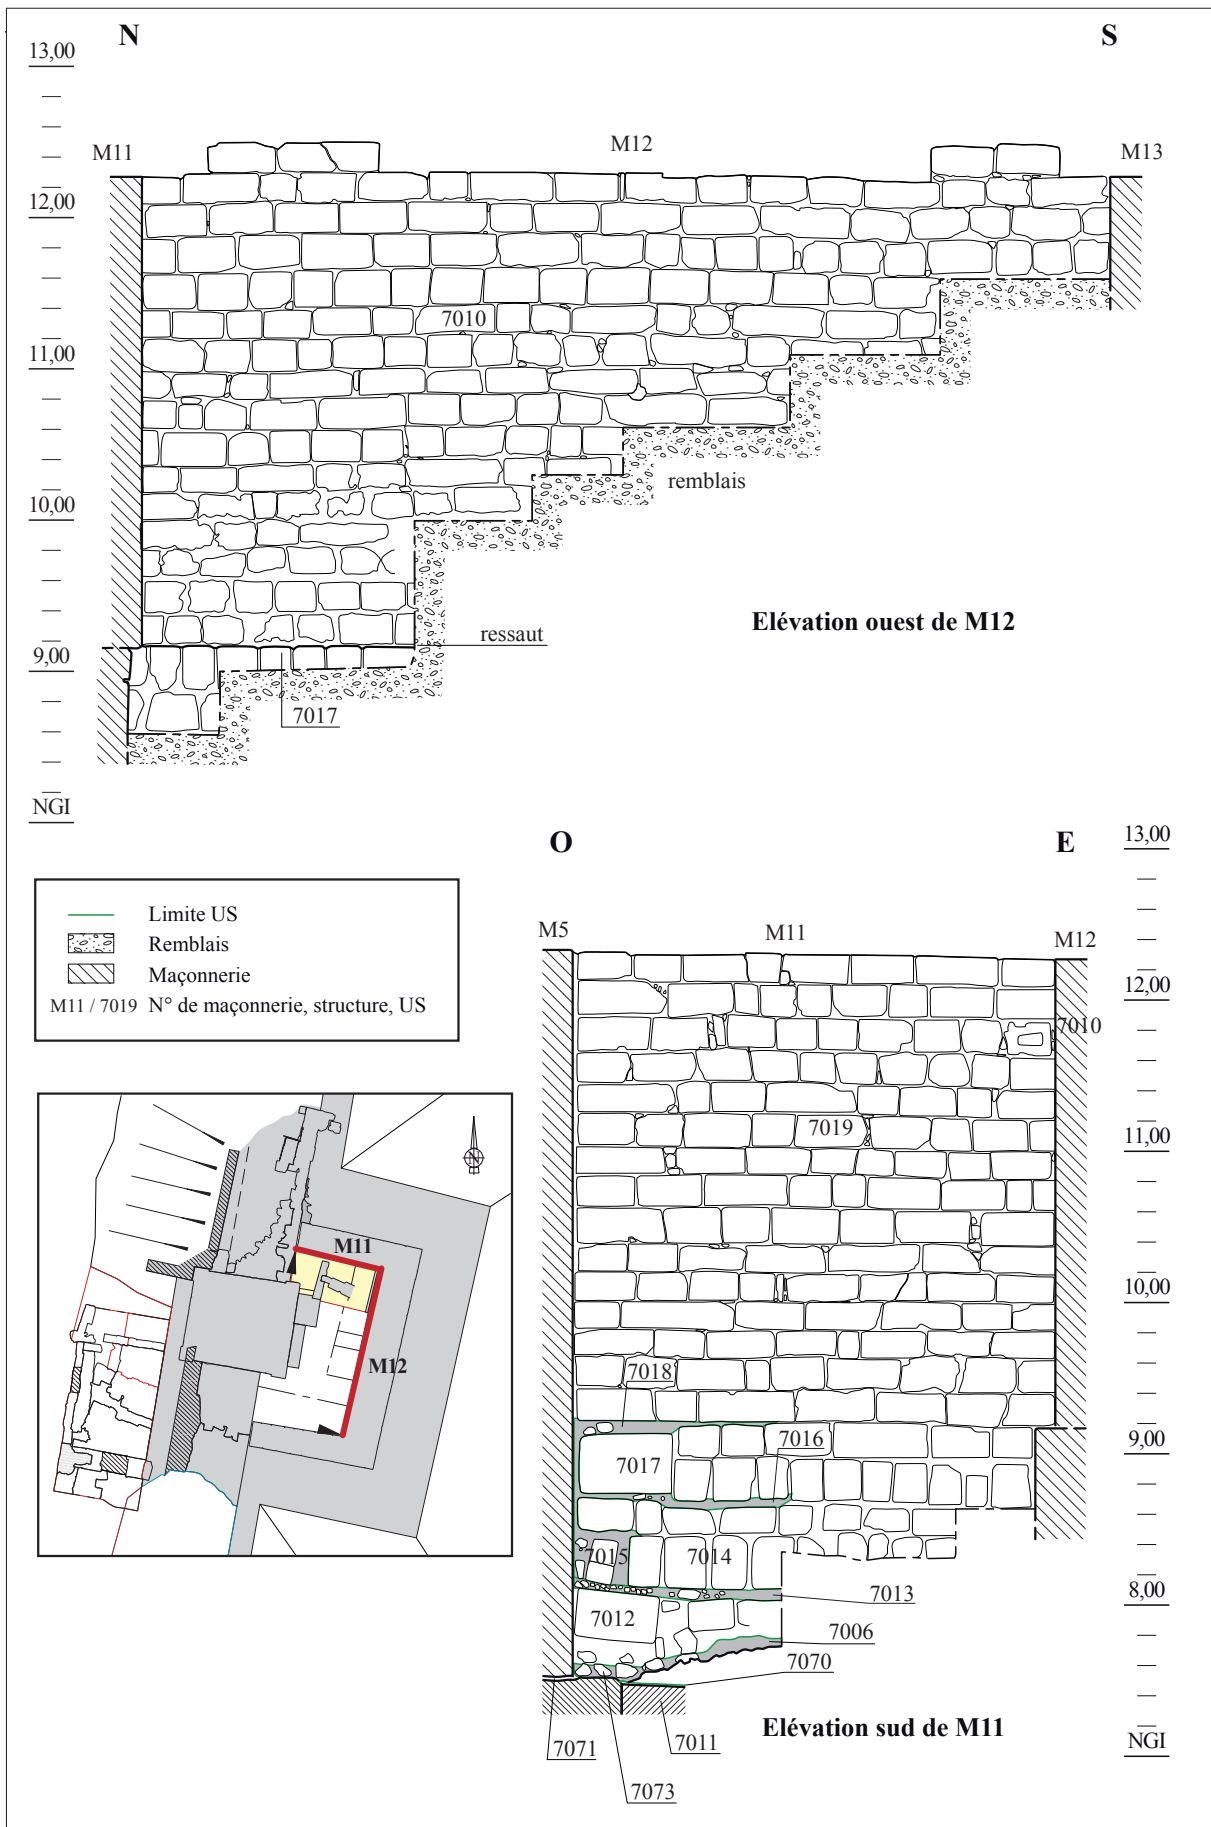 N
S
13,00
M11
M12
M13
12,00
7010
11,00
remblais
10,00
Elévation ouest de M12
ressaut
9,00
7017
NGI
O
E
13,00
Limite US
Remblais
Maçonnerie
M11 / 7019 N° de maçonnerie, structure, US
M5
M11
M12
12,00
7010
7019
11,00
10,00
7018
7016
9,00
7017
7015
7014
7013
8,00
7012
7006
7070
Elévation sud de M11
7011
7071
7073
NGI
N
M11
M12